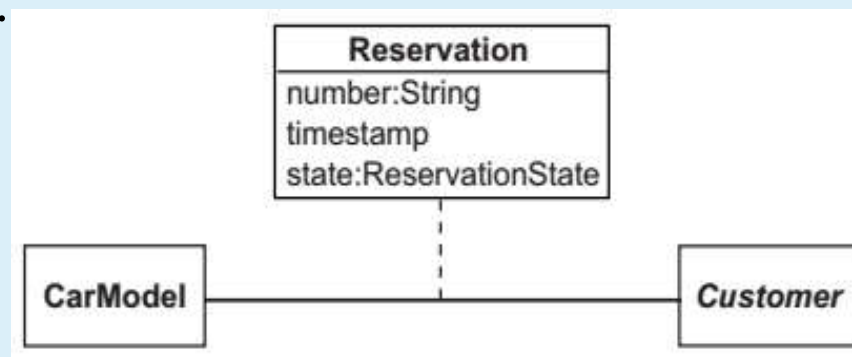 Reservation
number:String
timestamp
state:ReservationState
CarModel
Customer